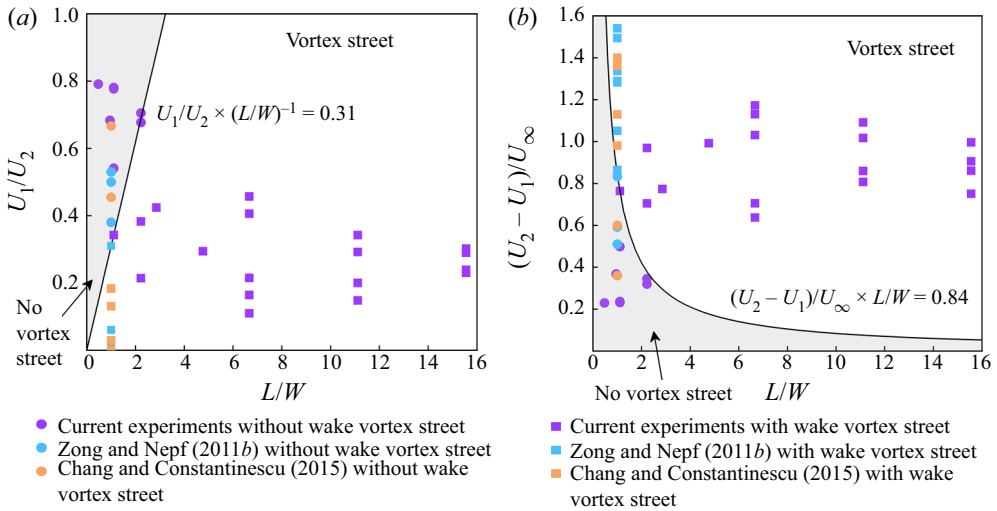 (a)
1.0
0.8
0.6
0.4
0.2
U₁/U₂
Vortex street
U₁/U₂ × (L/W)⁻¹ = 0.31
No
vortex
street
0
2
4
6
8
10
12
14
16
L/W
(b)
1.6
1.4
1.2
1.0
0.8
0.6
0.4
0.2
(U₂ − U₁)/U∞
Vortex street
(U₂ − U₁)/U∞ × L/W = 0.84
No vortex street
0
2
4
6
8
10
12
14
16
L/W
Current experiments without wake vortex street
Zong and Nepf (2011b) without wake vortex street
Chang and Constantinescu (2015) without wake
vortex street
Current experiments with wake vortex street
Zong and Nepf (2011b) with wake vortex street
Chang and Constantinescu (2015) with wake
vortex street